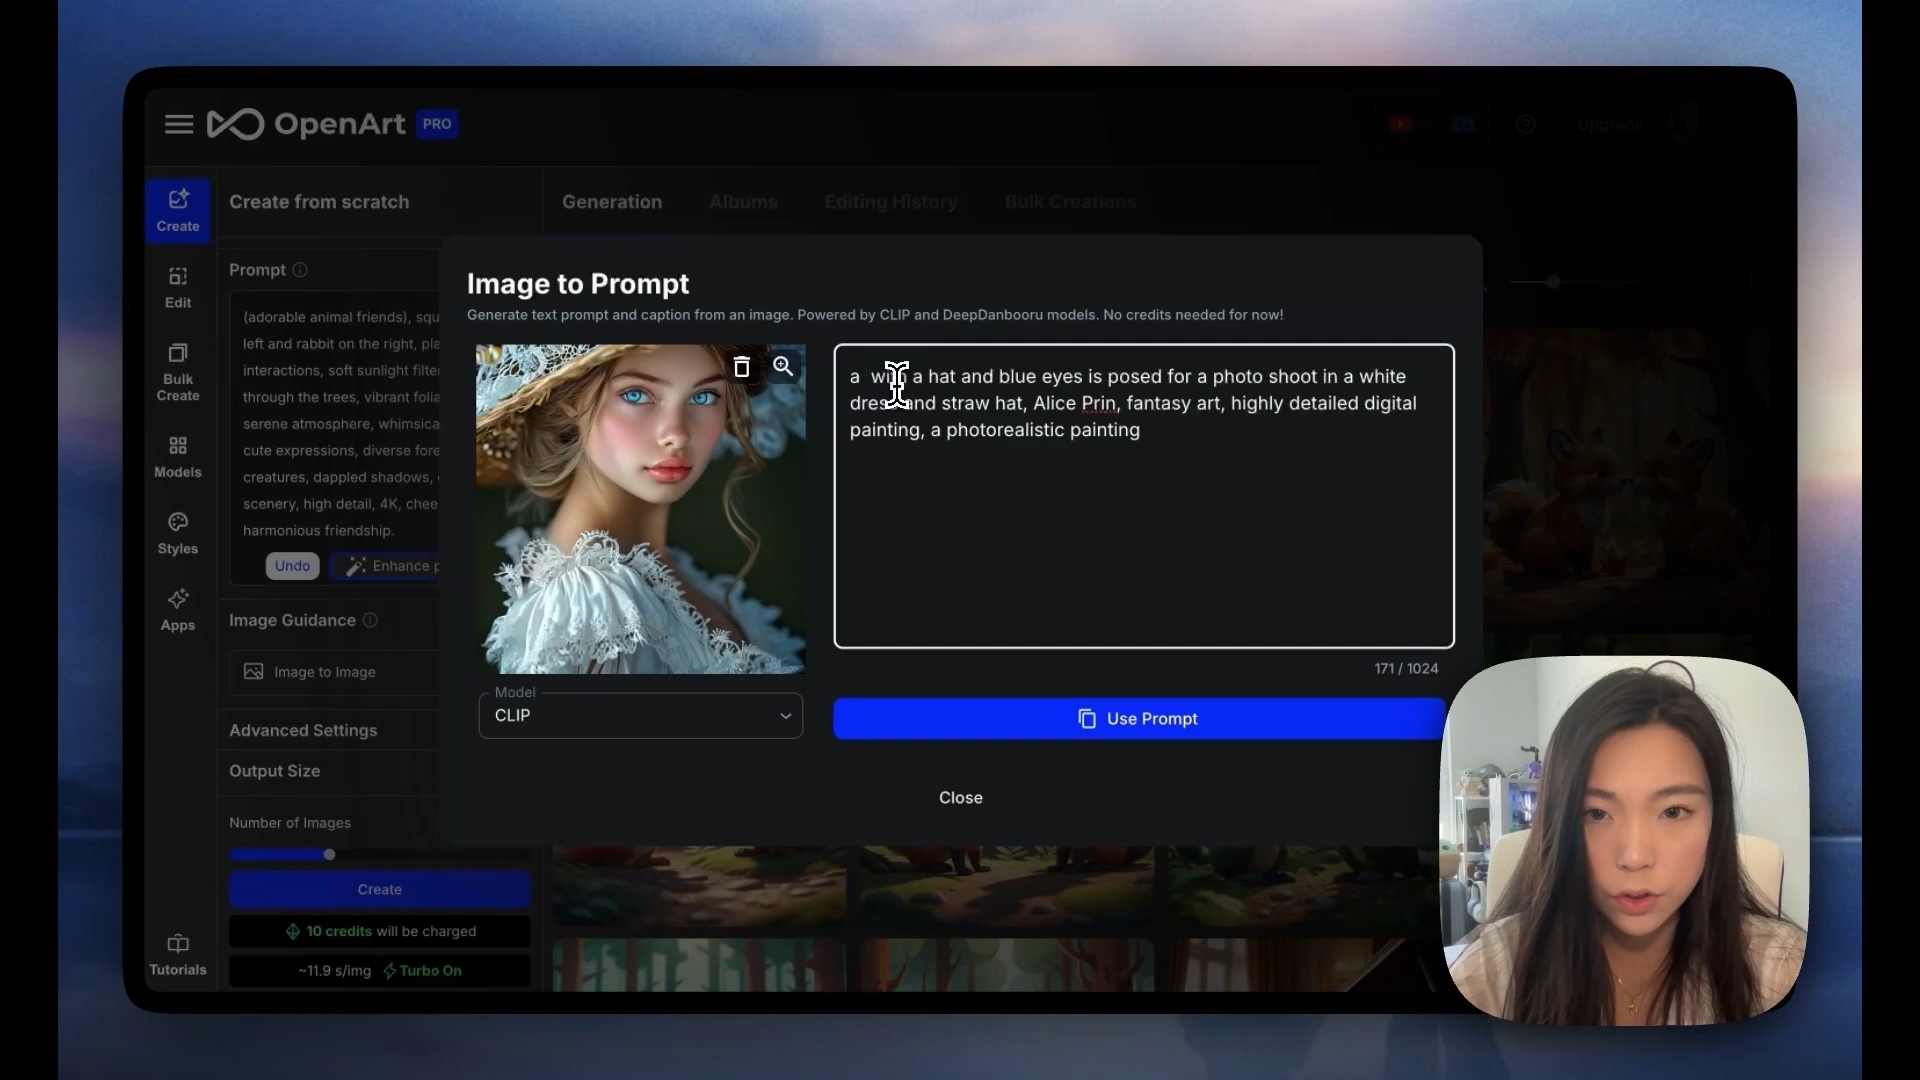 OpenArt PRO
Upgrade
Create
Edit
Bulk
Create
Models
Styles
Apps
Tutorials
Create from scratch
Prompt
(adorable animal friends), squ
left and rabbit on the right, pla
interactions, soft sunlight filte
through the trees, vibrant folia
serene atmosphere, whimsica
cute expressions, diverse fore
creatures, dappled shadows,
scenery, high detail, 4K, chee
harmonious friendship.
Undo
Enhance p
Image Guidance
Image to Image
Advanced Settings
Output Size
Number of Images
Create
10 credits will be charged
~11.9 s/img Turbo On
Generation
Albums
Editing History
Bulk Creations
Image to Prompt
Generate text prompt and caption from an image. Powered by CLIP and DeepDanbooru models. No credits needed for now!
a with a hat and blue eyes is posed for a photo shoot in a white
dress and straw hat, Alice Prin, fantasy art, highly detailed digital
painting, a photorealistic painting
171 / 1024
Model
CLIP
Use Prompt
Close